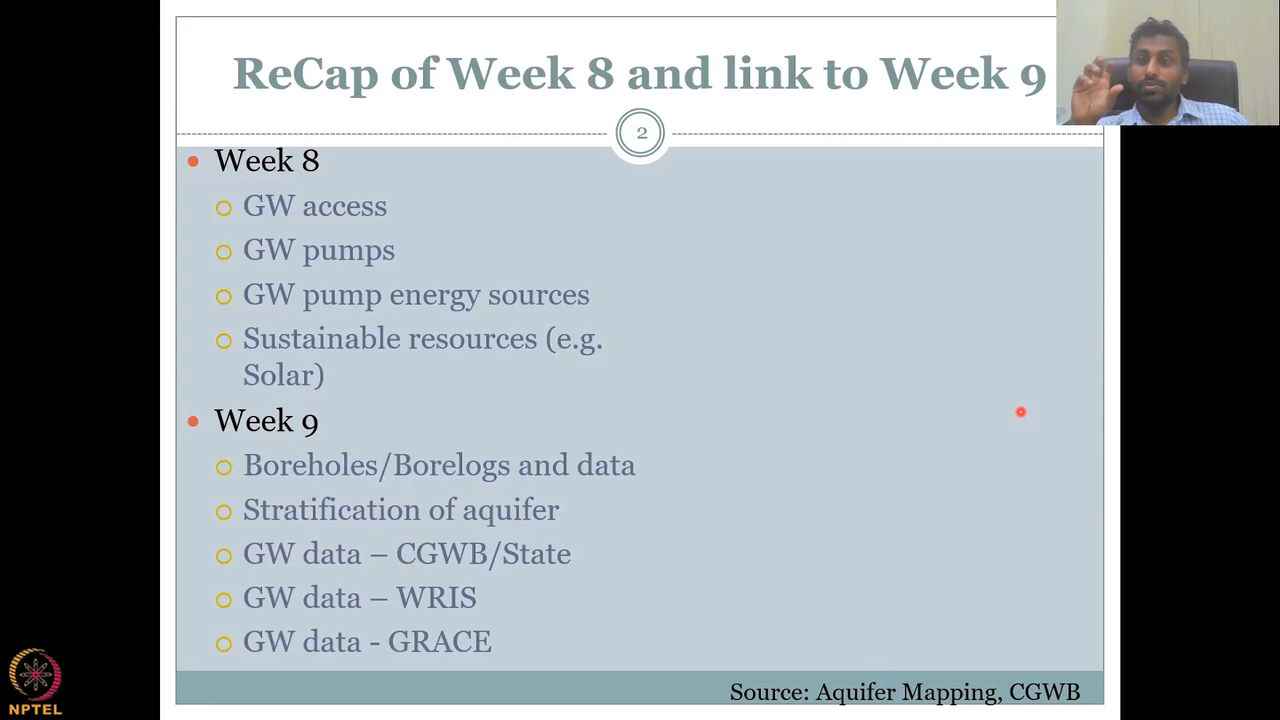 ReCap of Week 8 and link to Week 9
2
Week 8
GW access
GW pumps
GW pump energy sources
Sustainable resources (e.g.
Solar)
Week 9
Boreholes/Borelogs and data
Stratification of aquifer
GW data – CGWB/State
GW data – WRIS
GW data - GRACE
Source: Aquifer Mapping, CGWB
NPTEL